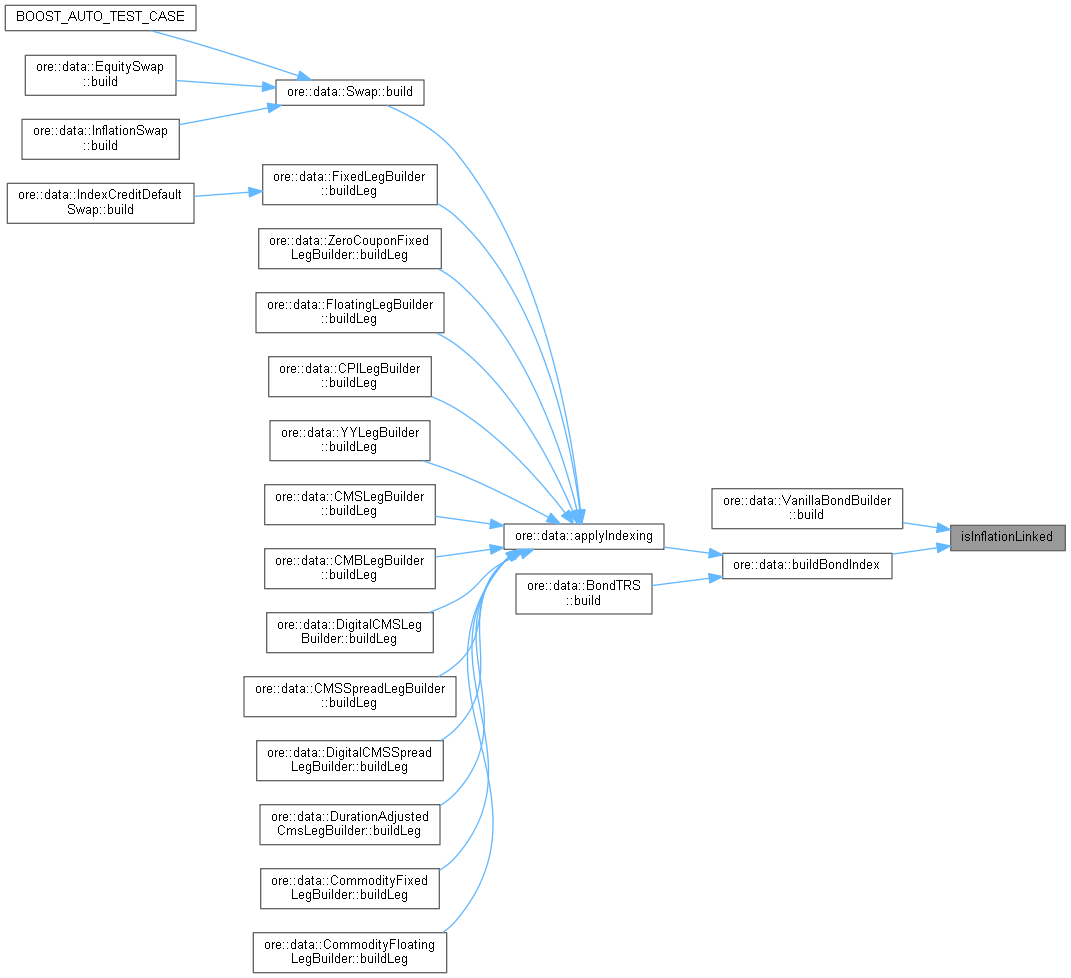 BOOST_AUTO_TEST_CASE
ore::data::EquitySwap
::build
ore::data::Swap::build
ore::data::InflationSwap
::build
ore::data::FixedLegBuilder
::buildLeg
ore::data::IndexCreditDefault
Swap::build
ore::data::ZeroCouponFixed
LegBuilder::buildLeg
ore::data::FloatingLegBuilder
::buildLeg
ore::data::CPILegBuilder
::buildLeg
ore::data::YYLegBuilder
::buildLeg
ore::data::CMSLegBuilder
::buildLeg
ore::data::VanillaBondBuilder
::build
ore::data::applyIndexing
isInflationLinked
ore::data::CMBLegBuilder
::buildLeg
ore::data::buildBondIndex
ore::data::BondTRS
::build
ore::data::DigitalCMSLeg
Builder::buildLeg
ore::data::CMSSpreadLegBuilder
::buildLeg
ore::data::DigitalCMSSpread
LegBuilder::buildLeg
ore::data::DurationAdjusted
CmsLegBuilder::buildLeg
ore::data::CommodityFixed
LegBuilder::buildLeg
ore::data::CommodityFloating
LegBuilder::buildLeg